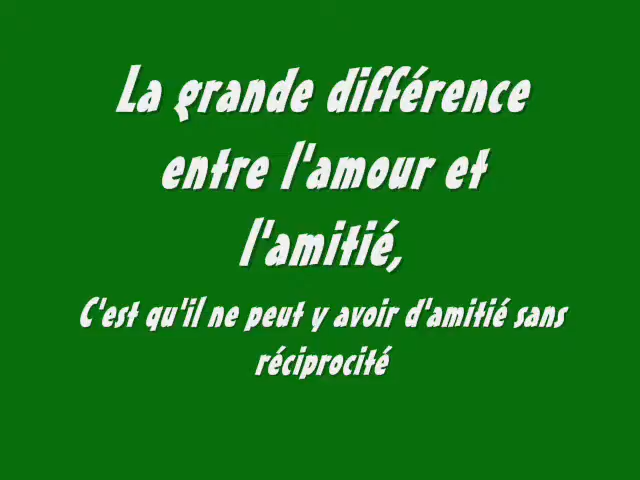 La grande différence
entre l'amour et
l'amitié,
C'est qu'il ne peut y avoir d'amitié sans
réciprocité